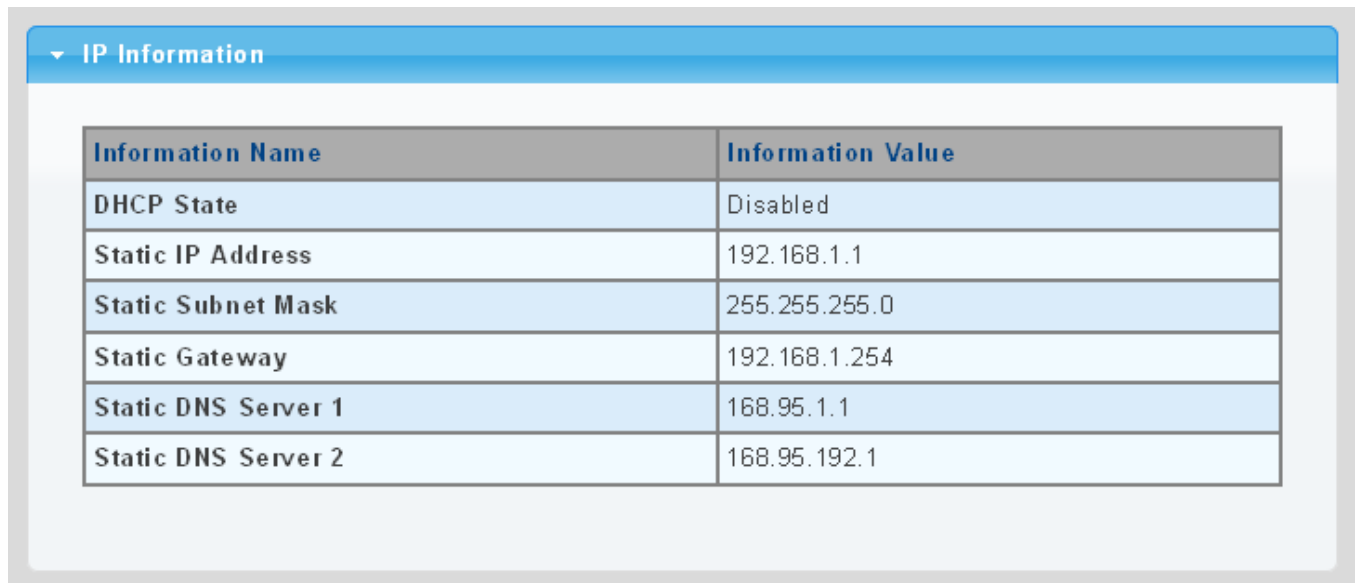 IP Information
Information Name Information Value
DHCP State Disabled
Static IP Address 192.168.1.1
Static Subnet Mask 255.255.255.0
Static Gateway 192.168.1.254
Static DNS Server 1 168.95.1.1
Static DNS Server 2 168.95.192.1